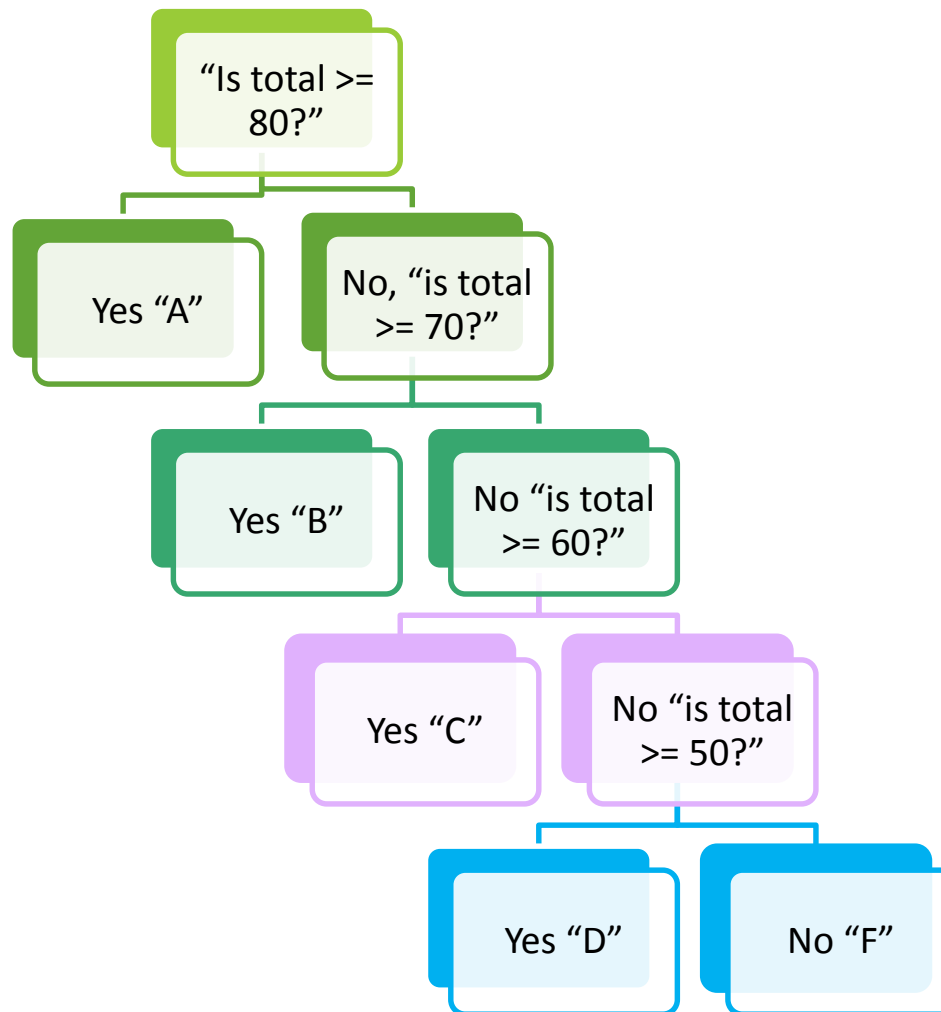 “Is total >=
80?”
Yes “A”
No, “is total
>= 70?”
Yes “B”
No “is total
>= 60?”
Yes “C”
No “is total
>= 50?”
Yes “D”
No “F”